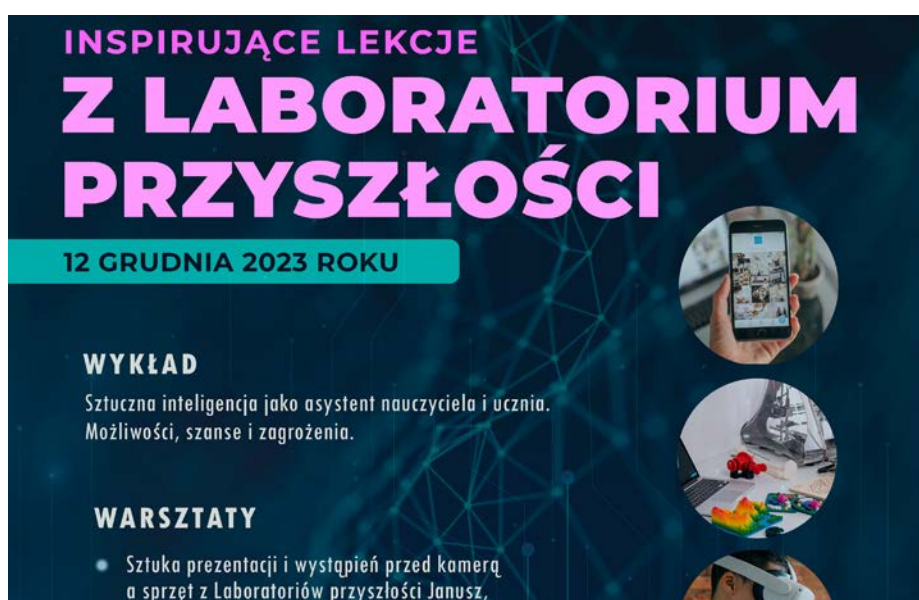 INSPIRUJĄCE LEKCJE
Z LABORATORIUM
PRZYSZŁOŚCI
12 GRUDNIA 2023 ROKU
WYKŁAD
Sztuczna inteligencja jako asystent nauczyciela i ucznia.
Możliwości, szanse i zagrożenia.
WARSZTATY
Sztuka prezentacji i wystąpień przed kamerą
a sprzęt z Laboratoriów przyszłości Janusz,